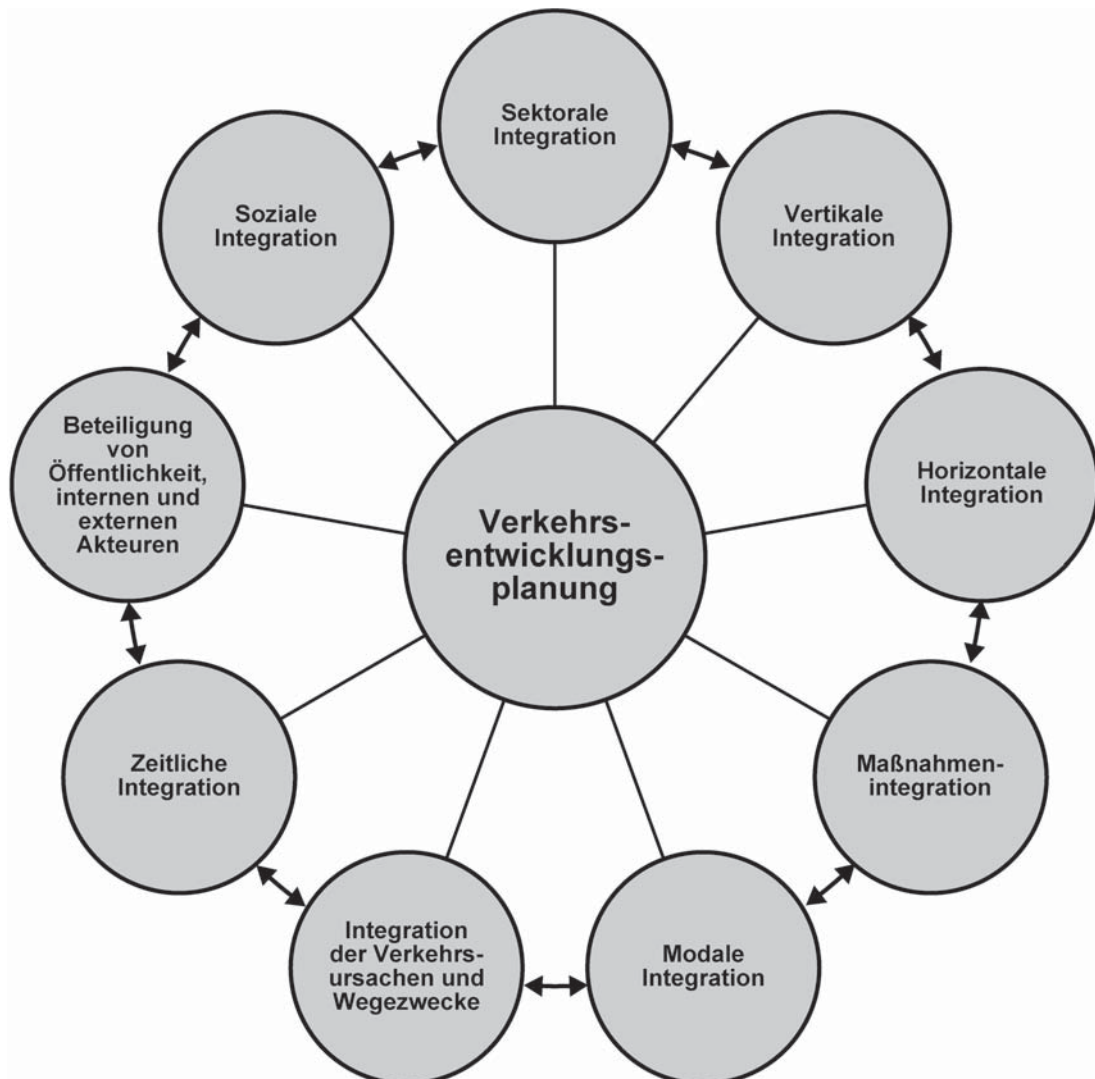 Sektorale
Integration
Vertikale
Integration
Horizontale
Integration
Maßnahmen-
integration
Modale
Integration
Integration
der Verkehrs-
ursachen und
Wegezwecke
Zeitliche
Integration
Beteiligung
von
Öffentlichkeit,
internen und
externen
Akteuren
Soziale
Integration
Verkehrs-
entwicklungs-
planung